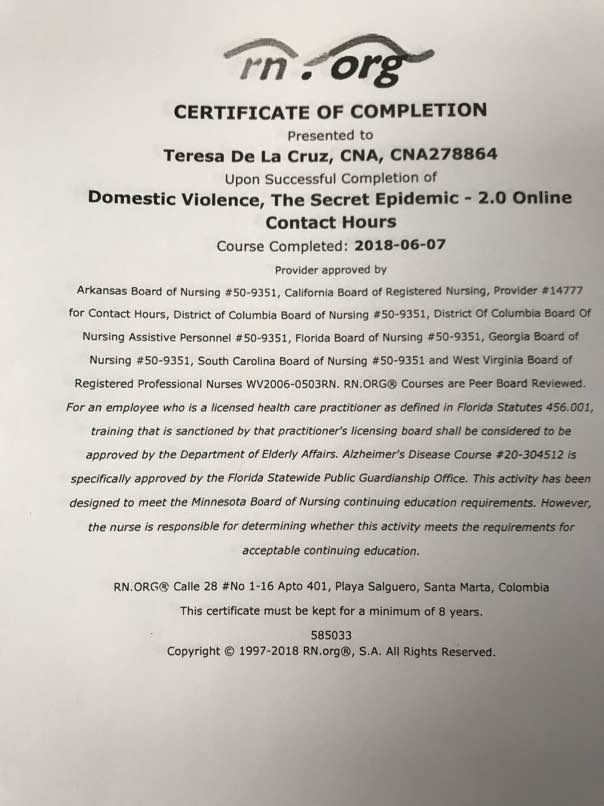 rn.org
CERTIFICATE OF COMPLETION
Presented to
Teresa De La Cruz, CNA, CNA278864
Upon Successful Completion of
Domestic Violence, The Secret Epidemic - 2.0 Online
Contact Hours
Course Completed: 2018-06-07
Provider approved by
Arkansas Board of Nursing #50-9351, California Board of Registered Nursing, Provider #14777
for Contact Hours, District of Columbia Board of Nursing #50-9351, District Of Columbia Board Of
Nursing Assistive Personnel #50-9351, Florida Board of Nursing #50-9351, Georgia Board of
Nursing #50-9351, South Carolina Board of Nursing #50-9351 and West Virginia Board of
Registered Professional Nurses WV2006-0503RN. RN.ORG® Courses are Peer Board Reviewed.
For an employee who is a licensed health care practitioner as defined in Florida Statutes 456.001,
training that is sanctioned by that practitioner's licensing board shall be considered to be
approved by the Department of Elderly Affairs. Alzheimer's Disease Course #20-304512 is
specifically approved by the Florida Statewide Public Guardianship Office. This activity has been
designed to meet the Minnesota Board of Nursing continuing education requirements. However,
the nurse is responsible for determining whether this activity meets the requirements for
acceptable continuing education.
RN.ORG® Calle 28 #No 1-16 Apto 401, Playa Salguero, Santa Marta, Colombia
This certificate must be kept for a minimum of 8 years.
585033
Copyright © 1997-2018 RN.org®, S.A. All Rights Reserved.